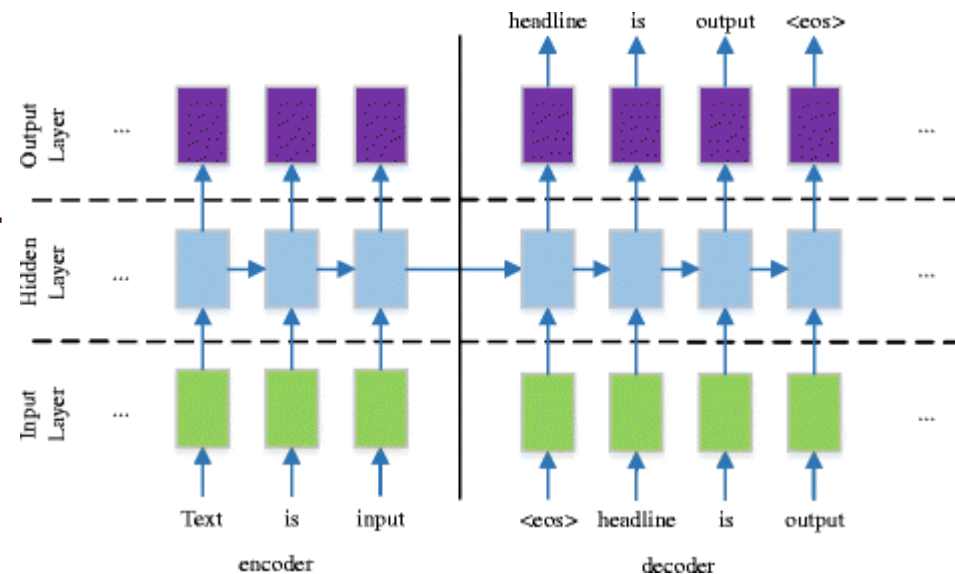 headline is output <eos>
Output Layer
... ...
Hidden Layer
... ...
Input Layer
... ...
Text is input <eos> headline is output
encoder decoder